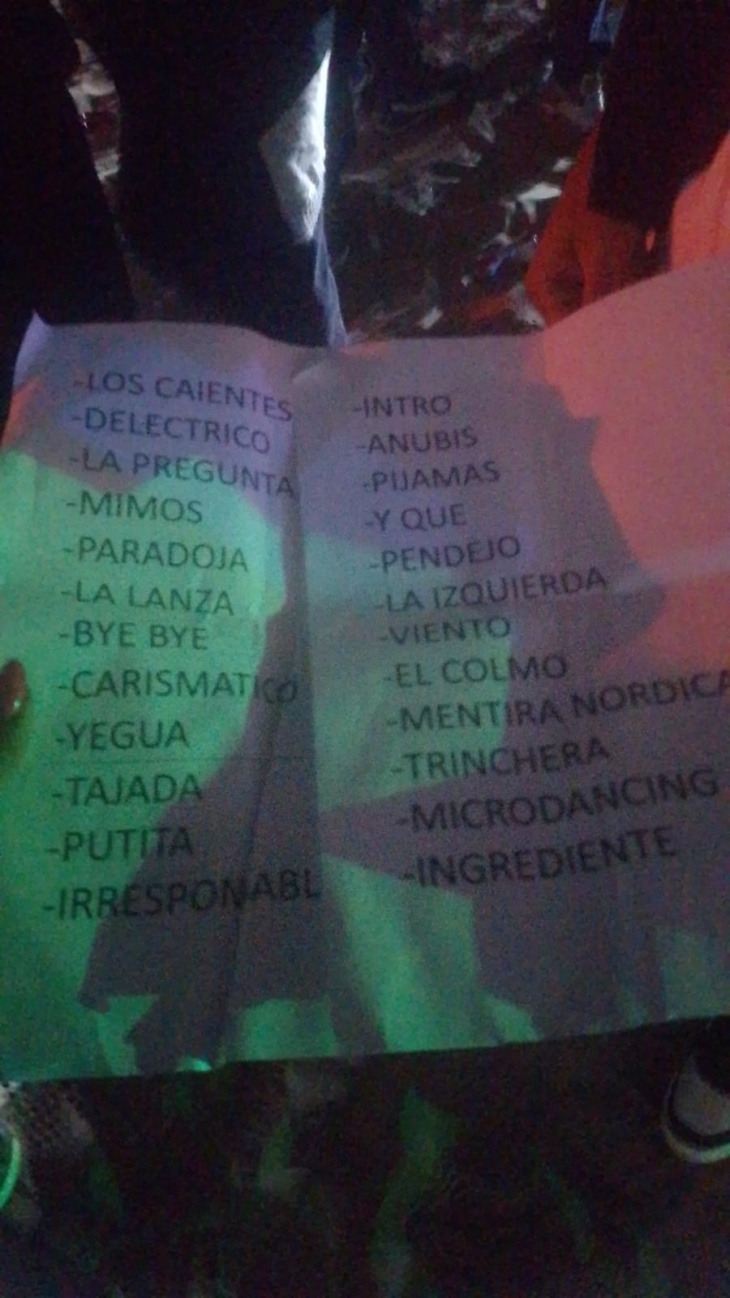 -LOS CAIENTES
-DELECTRICO
-LA PREGUNTA
-MIMOS
-PARADOJA
-LA LANZA
-BYE BYE
-CARISMATICO
-YEGUA
-TAJADA
-PUTITA
-IRRESPONABL
-INTRO
-ANUBIS
-PIJAMAS
-Y QUE
-PENDEJO
-LA IZQUIERDA
-VIENTO
-EL COLMO
-MENTIRA NORDICA
-TRINCHERA
-MICRODANCING
-INGREDIENTE